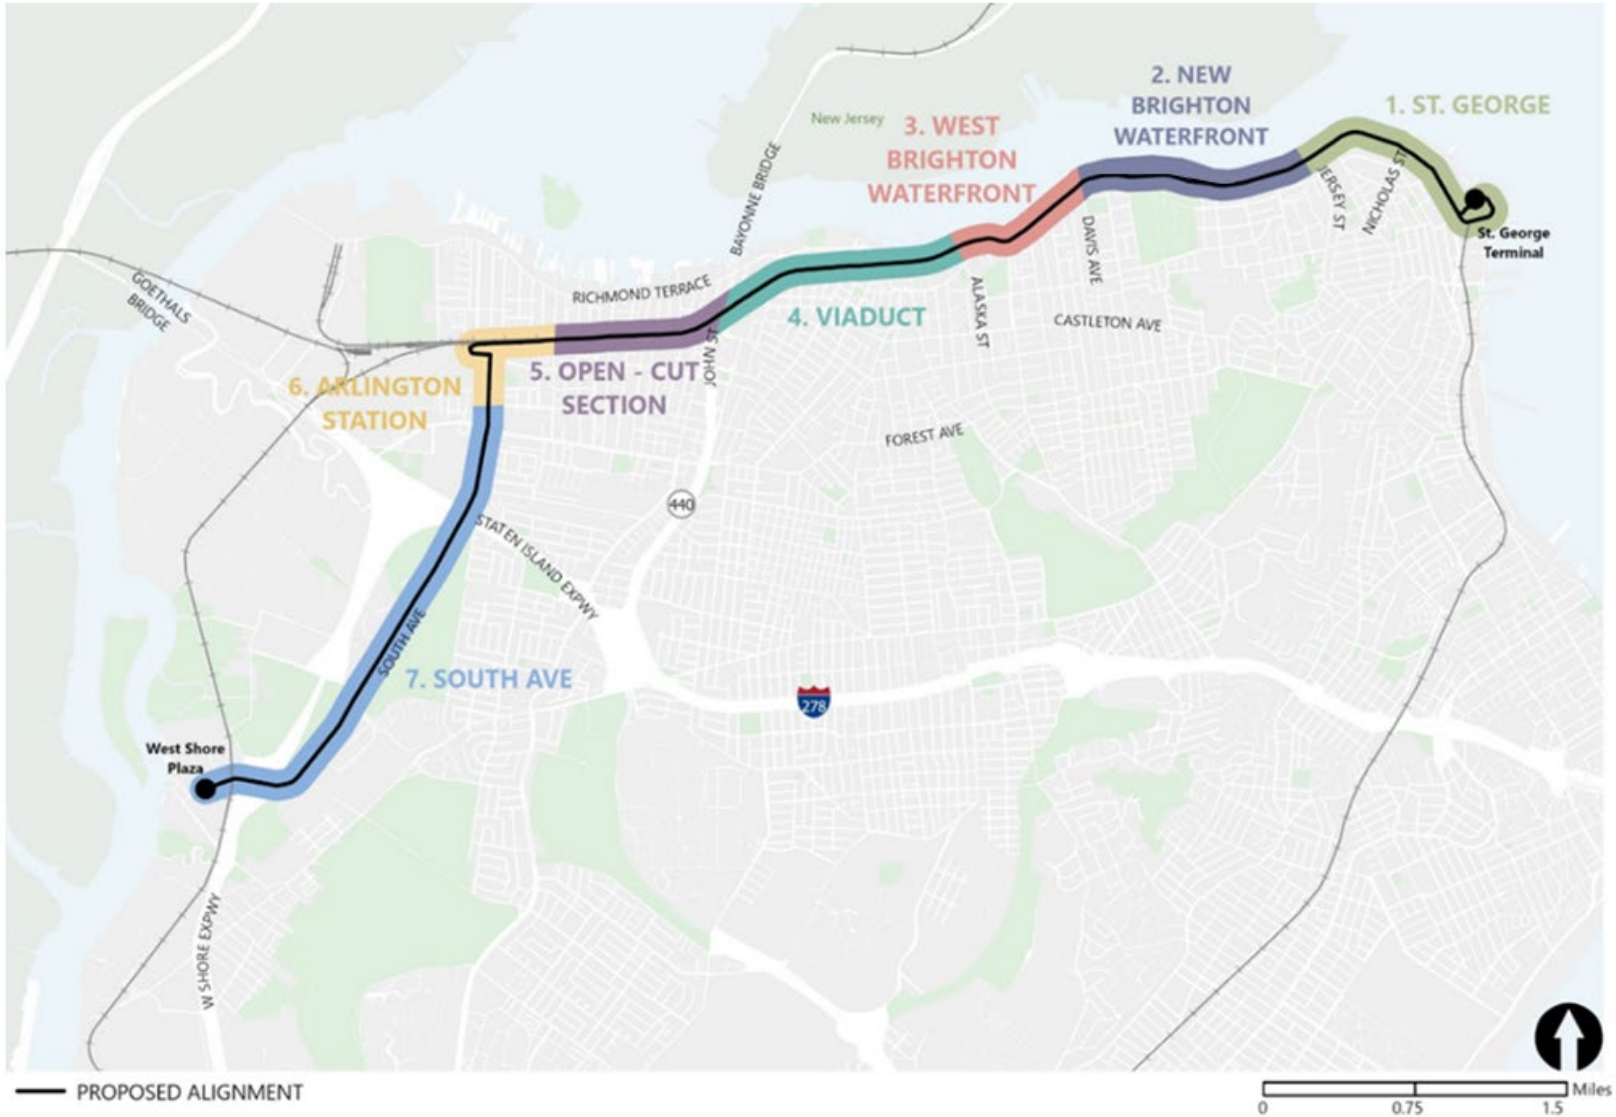 2. NEW
BRIGHTON
WATERFRONT
1. ST. GEORGE
New Jersey
3. WEST
BRIGHTON
WATERFRONT
BAYONNE BRIDGE
JERSEY ST
NICHOLAS ST
St. George
Terminal
DAVIS AVE
GOETHALS
BRIDGE
RICHMOND TERRACE
ALASKA ST
4. VIADUCT
CASTLETON AVE
JOHN ST
6. ARLINGTON
STATION
5. OPEN - CUT
SECTION
FOREST AVE
440
STATEN ISLAND EXPWY
SOUTH AVE
7. SOUTH AVE
278
West Shore
Plaza
W SHORE EXPWY
PROPOSED ALIGNMENT
Miles
0 0.75 1.5